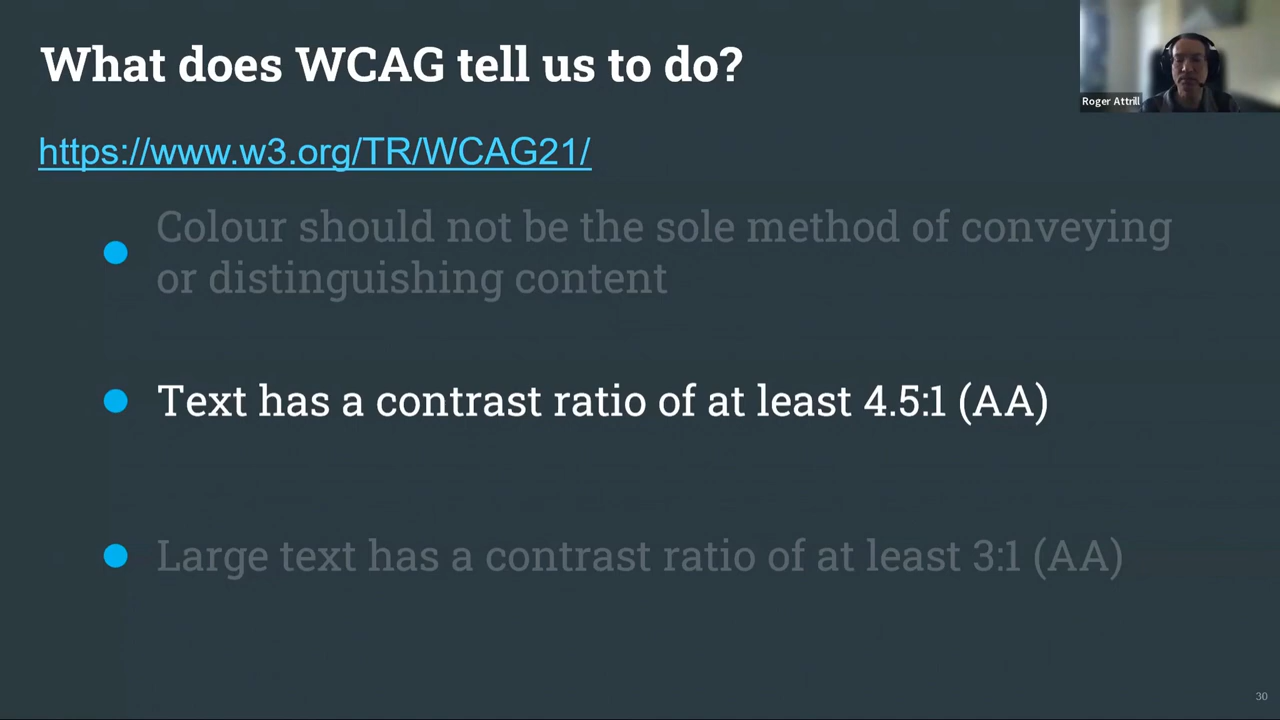 What does WCAG tell us to do?
Roger Attrill
https://www.w3.org/TR/WCAG21/
Colour should not be the sole method of conveying
or distinguishing content
Text has a contrast ratio of at least 4.5:1 (AA)
Large text has a contrast ratio of at least 3:1 (AA)
30